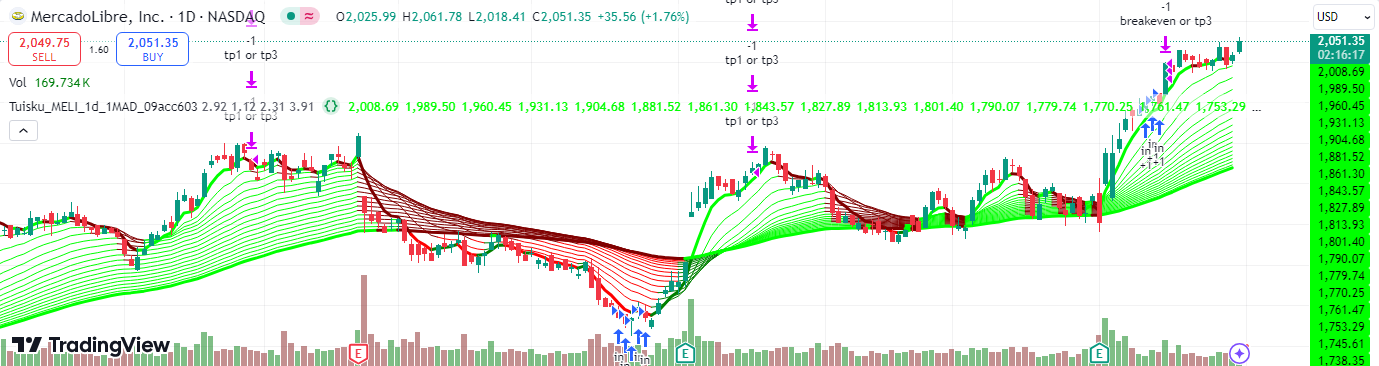 MercadoLibre, Inc. · 1D · NASDAQ O2,025.99 H2,061.78 L2,018.41 C2,051.35 +35.56 (+1.76%)
2,049.75
SELL
1.60
2,051.35
BUY
Vol 169.734 K
Tuisku_MELI_1d_1MAD_09acc603 2.92 1.12 2.31 3.91 {} 2,008.69 1,989.50 1,960.45 1,931.13 1,904.68 1,881.52 1,861.30 1,843.57 1,827.89 1,813.93 1,801.40 1,790.07 1,779.74 1,770.25 1,761.47 1,753.29 ...
-1
tp1 or tp3
-1
tp1 or tp3
tp1 or tp3
-1
tp1 or tp3
-1
tp1 or tp3
-1
breakeven or tp3
in
in
+1
+1
in
in
E
E
E
TradingView
USD
2,051.35
02:16:17
2,008.69
1,989.50
1,960.45
1,931.13
1,904.68
1,881.52
1,861.30
1,843.57
1,827.89
1,813.93
1,801.40
1,790.07
1,779.74
1,770.25
1,761.47
1,753.29
1,745.61
1,738.35